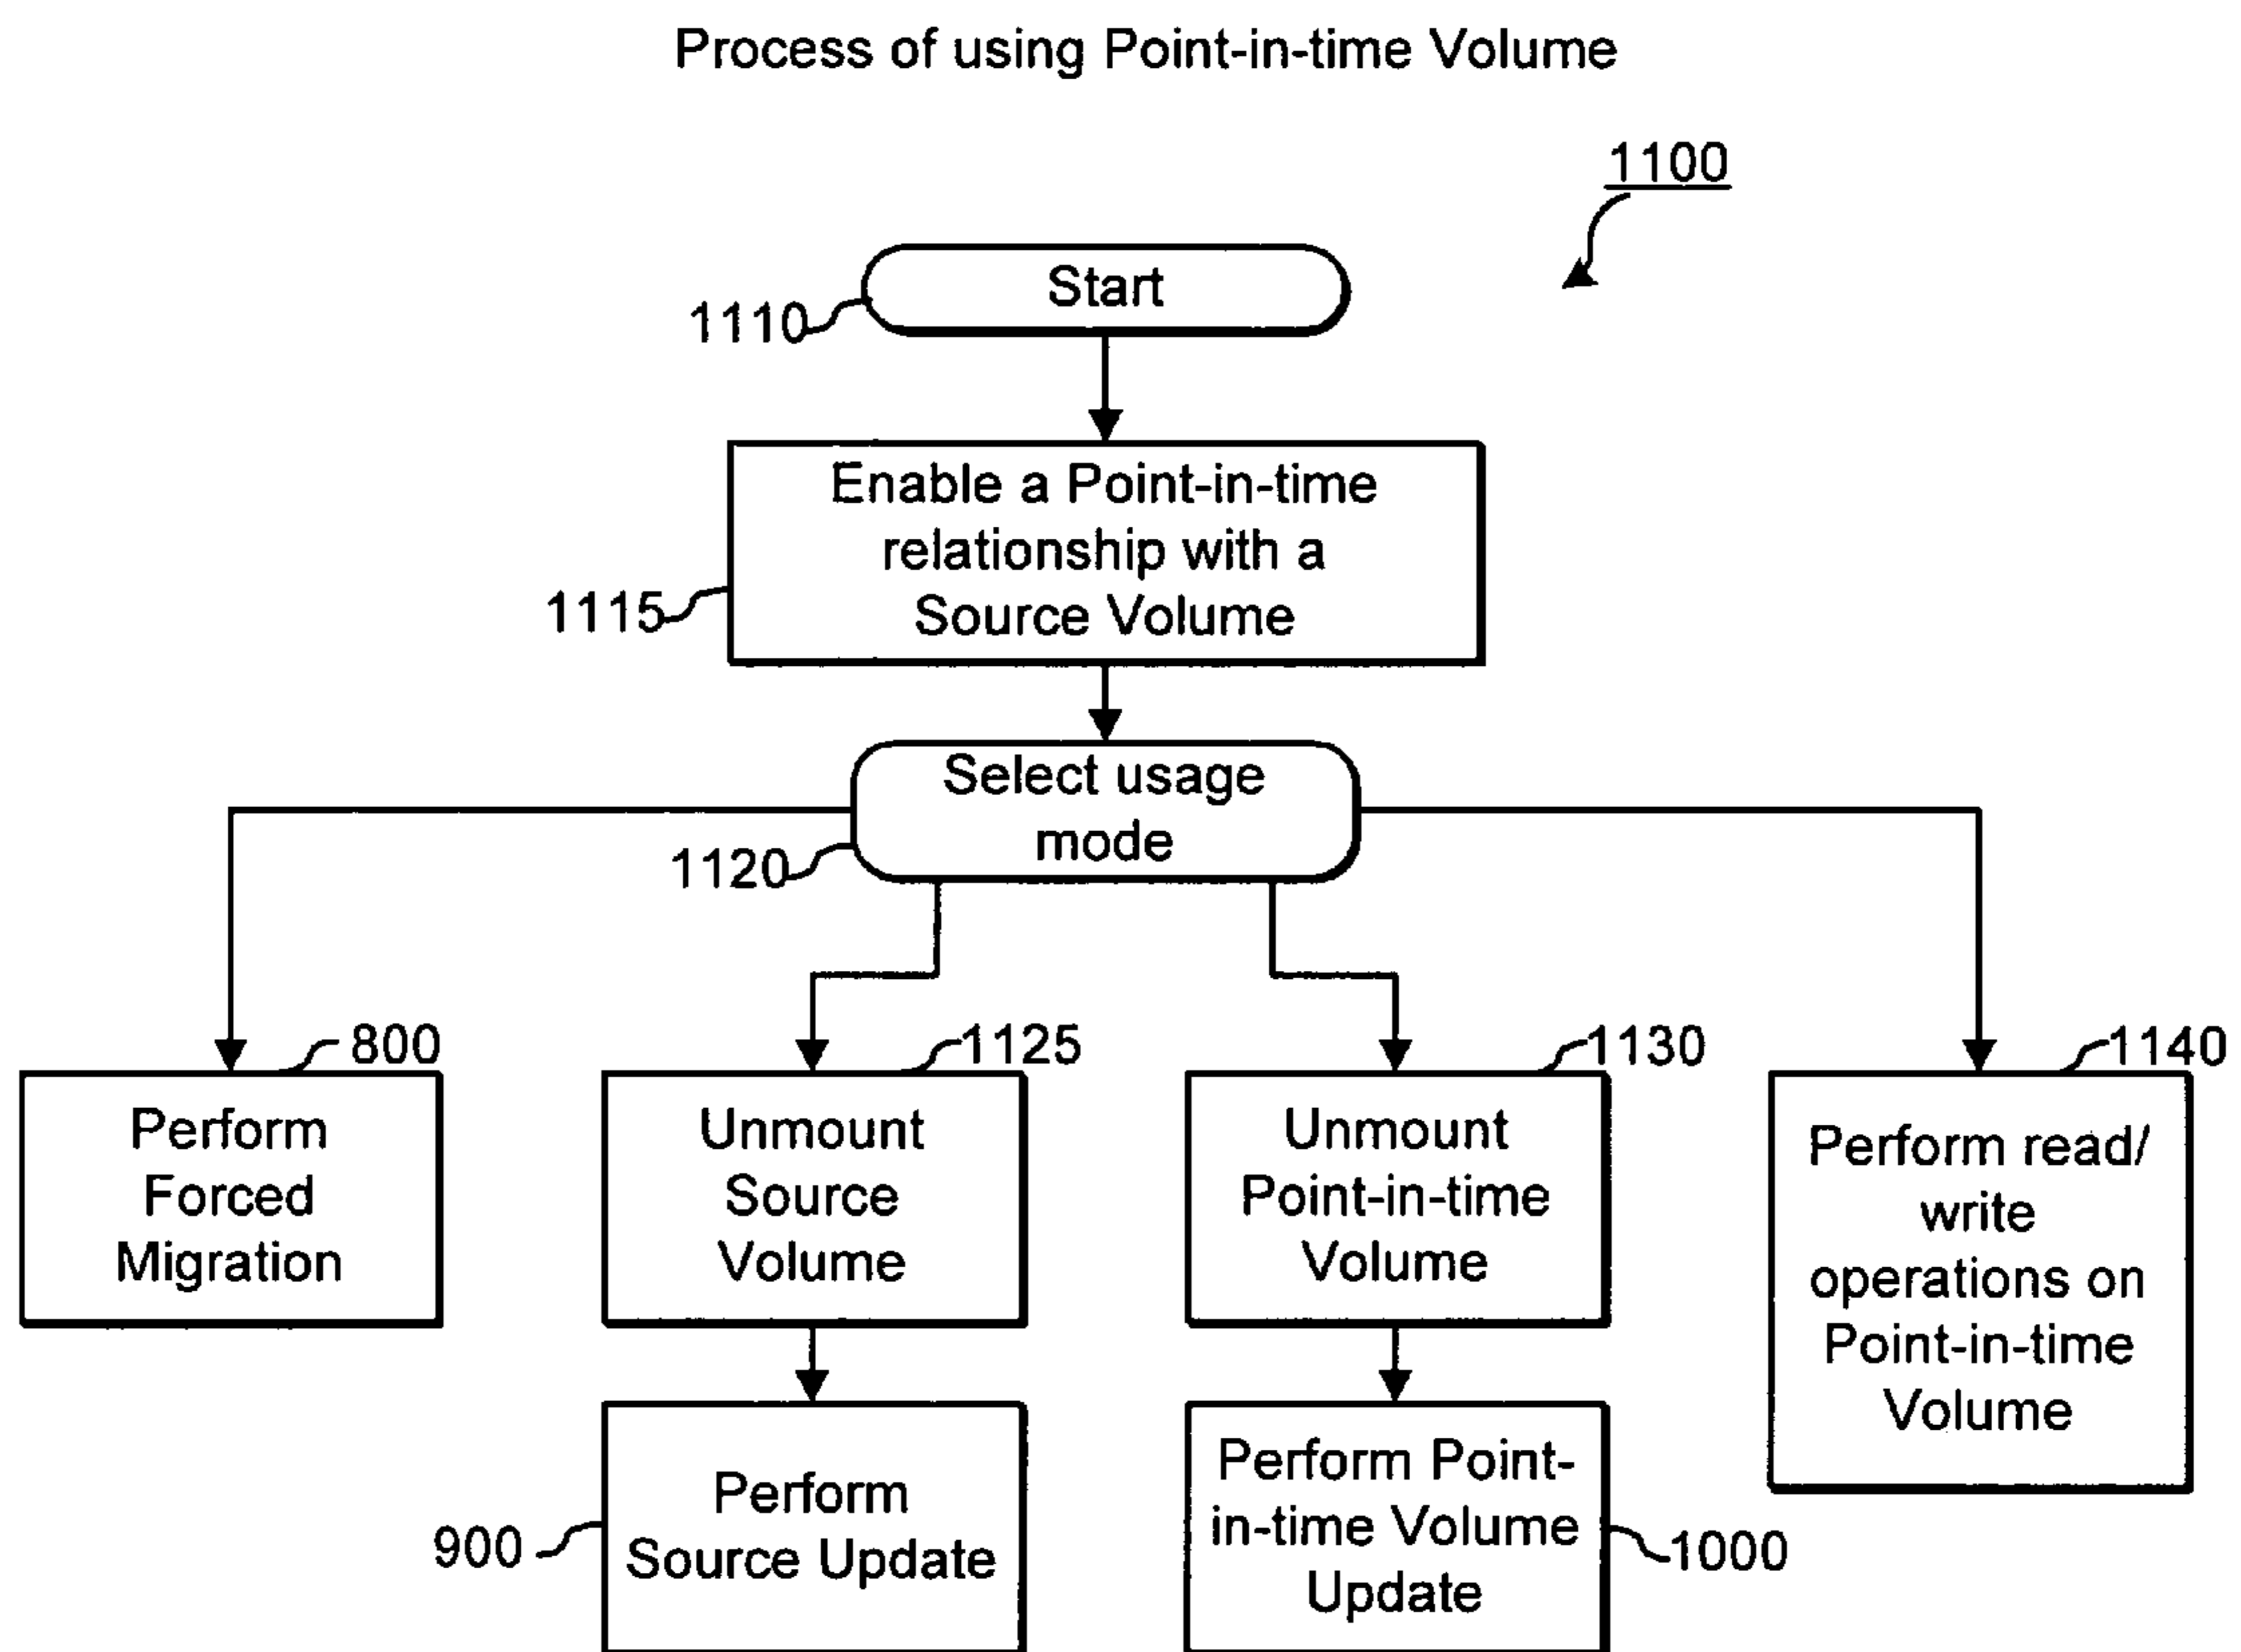 Process of using Point-in-time Volume
1100
Start
1110
Enable a Point-in-time
relationship with a
Source Volume
1115
Select usage
mode
1120
800
Perform
Forced
Migration
1125
Unmount
Source
Volume
1130
Unmount
Point-in-time
Volume
1140
Perform read/
write
operations on
Point-in-time
Volume
900
Perform
Source Update
Perform Point-
in-time Volume
Update
1000